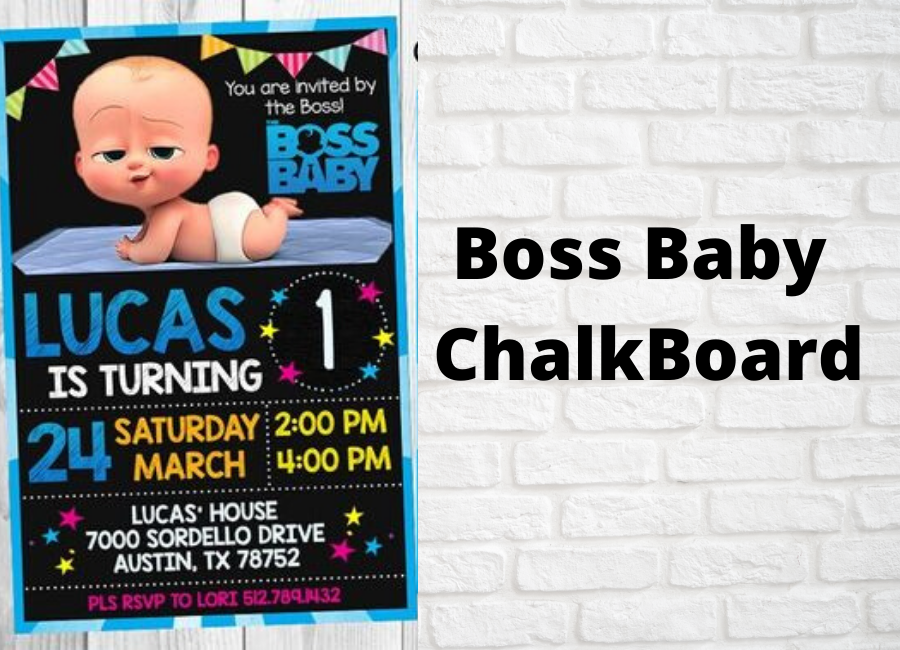 You are invited by
the Boss!
THE
BOSS
BABY
LUCAS
IS TURNING
1
24
SATURDAY
MARCH
2:00 PM
4:00 PM
LUCAS' HOUSE
7000 SORDELLO DRIVE
AUSTIN, TX 78752
PLS RSVP TO LORI 512.789.1432
Boss Baby
ChalkBoard